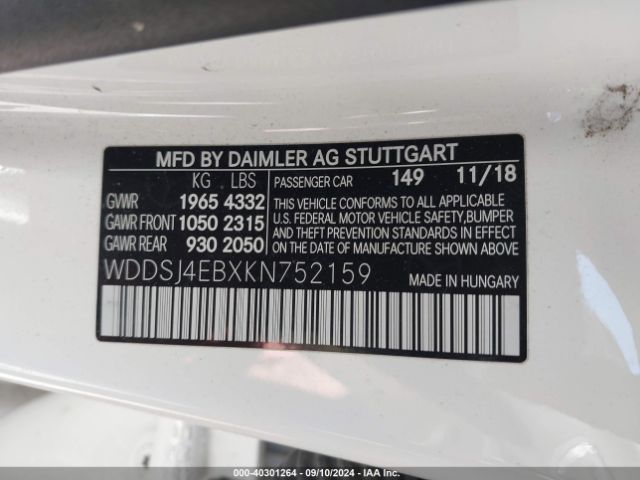 MFD BY DAIMLER AG STUTTGART
KG LBS
GVWR 1965 4332
GAWR FRONT 1050 2315
GAWR REAR 930 2050
PASSENGER CAR 149 11/18
THIS VEHICLE CONFORMS TO ALL APPLICABLE
U.S. FEDERAL MOTOR VEHICLE SAFETY,BUMPER
AND THEFT PREVENTION STANDARDS IN EFFECT
ON THE DATE OF MANUFACTURE SHOWN ABOVE.
WDDSJ4EBXKN752159
MADE IN HUNGARY
000-40301264 - 09/10/2024 - IAA Inc.